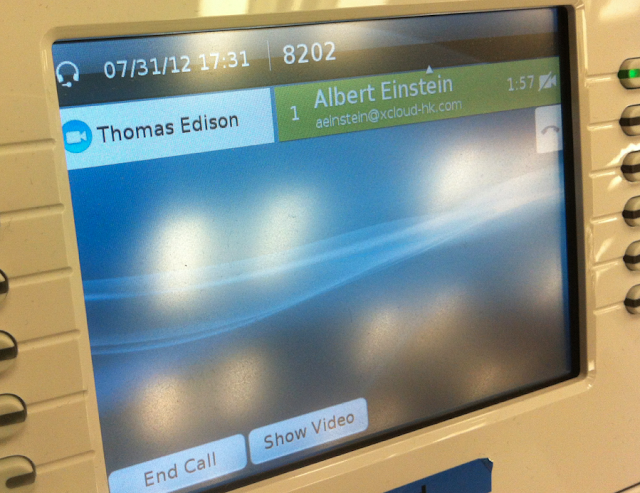 07/31/12 17:31 8202
Thomas Edison
1 Albert Einstein 1:57
aeinstein@xcloud-hk.com
End Call
Show Video